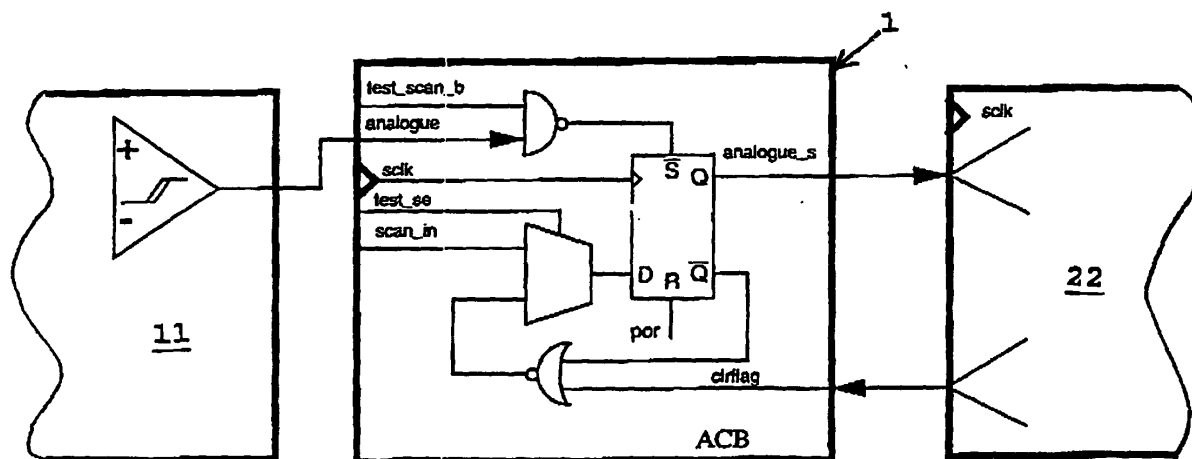 1
test_scan_b
analogue
sclk
test_se
scan_in
+
-
S Q
D R Q
analogue_s
por
clrflag
ACB
11
sclk
22